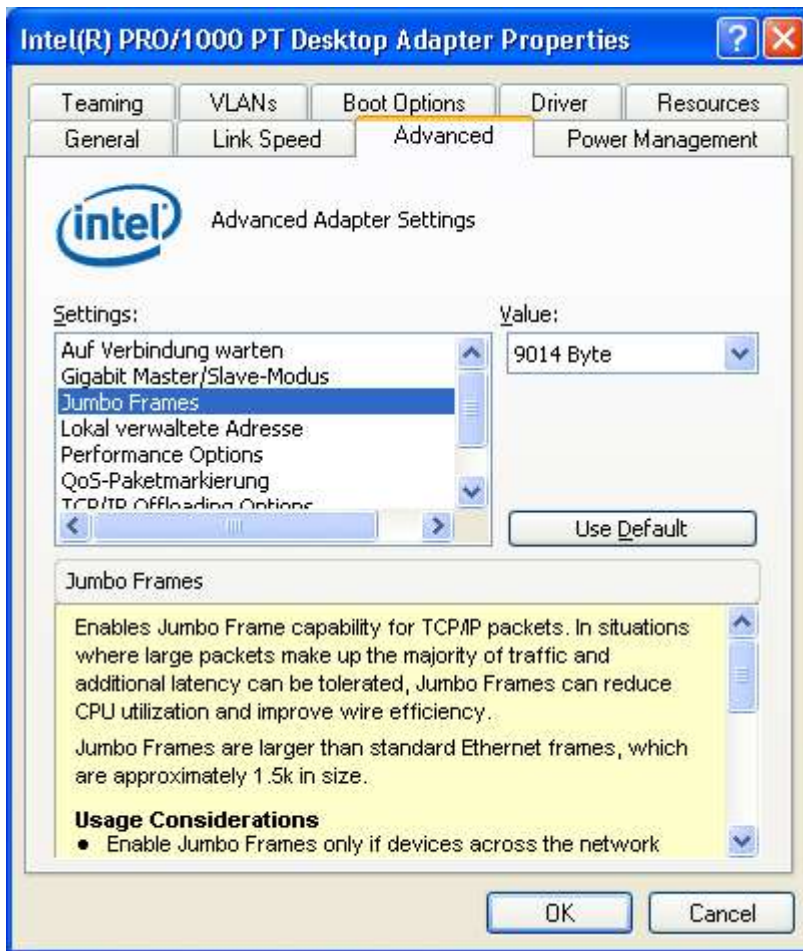 Intel(R) PRO/1000 PT Desktop Adapter Properties
Teaming VLANs Boot Options Driver Resources
General Link Speed Advanced Power Management
intel
Advanced Adapter Settings
Settings:
Value:
Auf Verbindung warten
Gigabit Master/Slave-Modus
Jumbo Frames
Lokal verwaltete Adresse
Performance Options
QoS-Paketmarkierung
TCP/IP Offloading Options
9014 Byte
Use Default
Jumbo Frames
Enables Jumbo Frame capability for TCP/IP packets. In situations
where large packets make up the majority of traffic and
additional latency can be tolerated, Jumbo Frames can reduce
CPU utilization and improve wire efficiency.
Jumbo Frames are larger than standard Ethernet frames, which
are approximately 1.5k in size.
Usage Considerations
● Enable Jumbo Frames only if devices across the network
OK Cancel